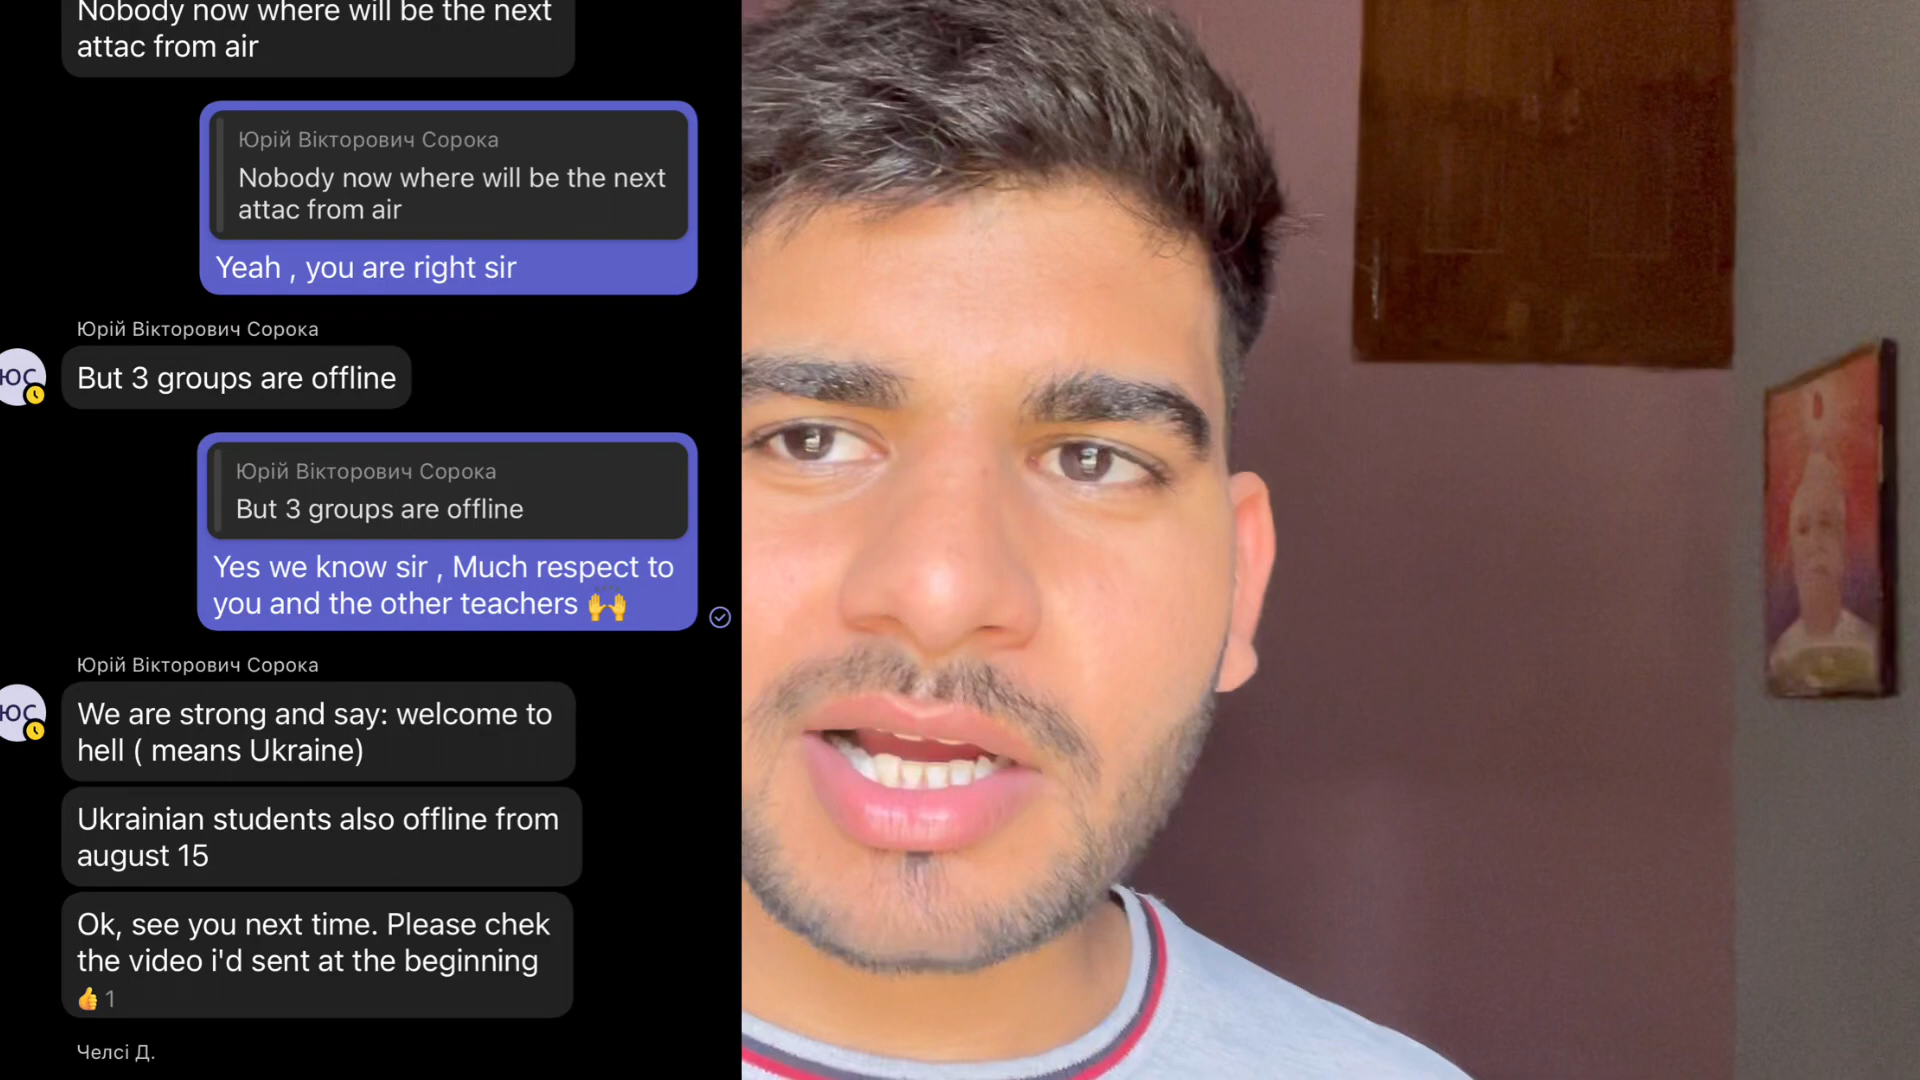 Nobody now where will be the next
attac from air
Юрій Вікторович Сорока
Nobody now where will be the next
attac from air
Yeah , you are right sir
Юрій Вікторович Сорока
ЮС
But 3 groups are offline
Юрій Вікторович Сорока
But 3 groups are offline
Yes we know sir , Much respect to
you and the other teachers 🙌
Юрій Вікторович Сорока
ЮС
We are strong and say: welcome to
hell ( means Ukraine)
Ukrainian students also offline from
august 15
Ok, see you next time. Please chek
the video i'd sent at the beginning
👍 1
Челсі Д.